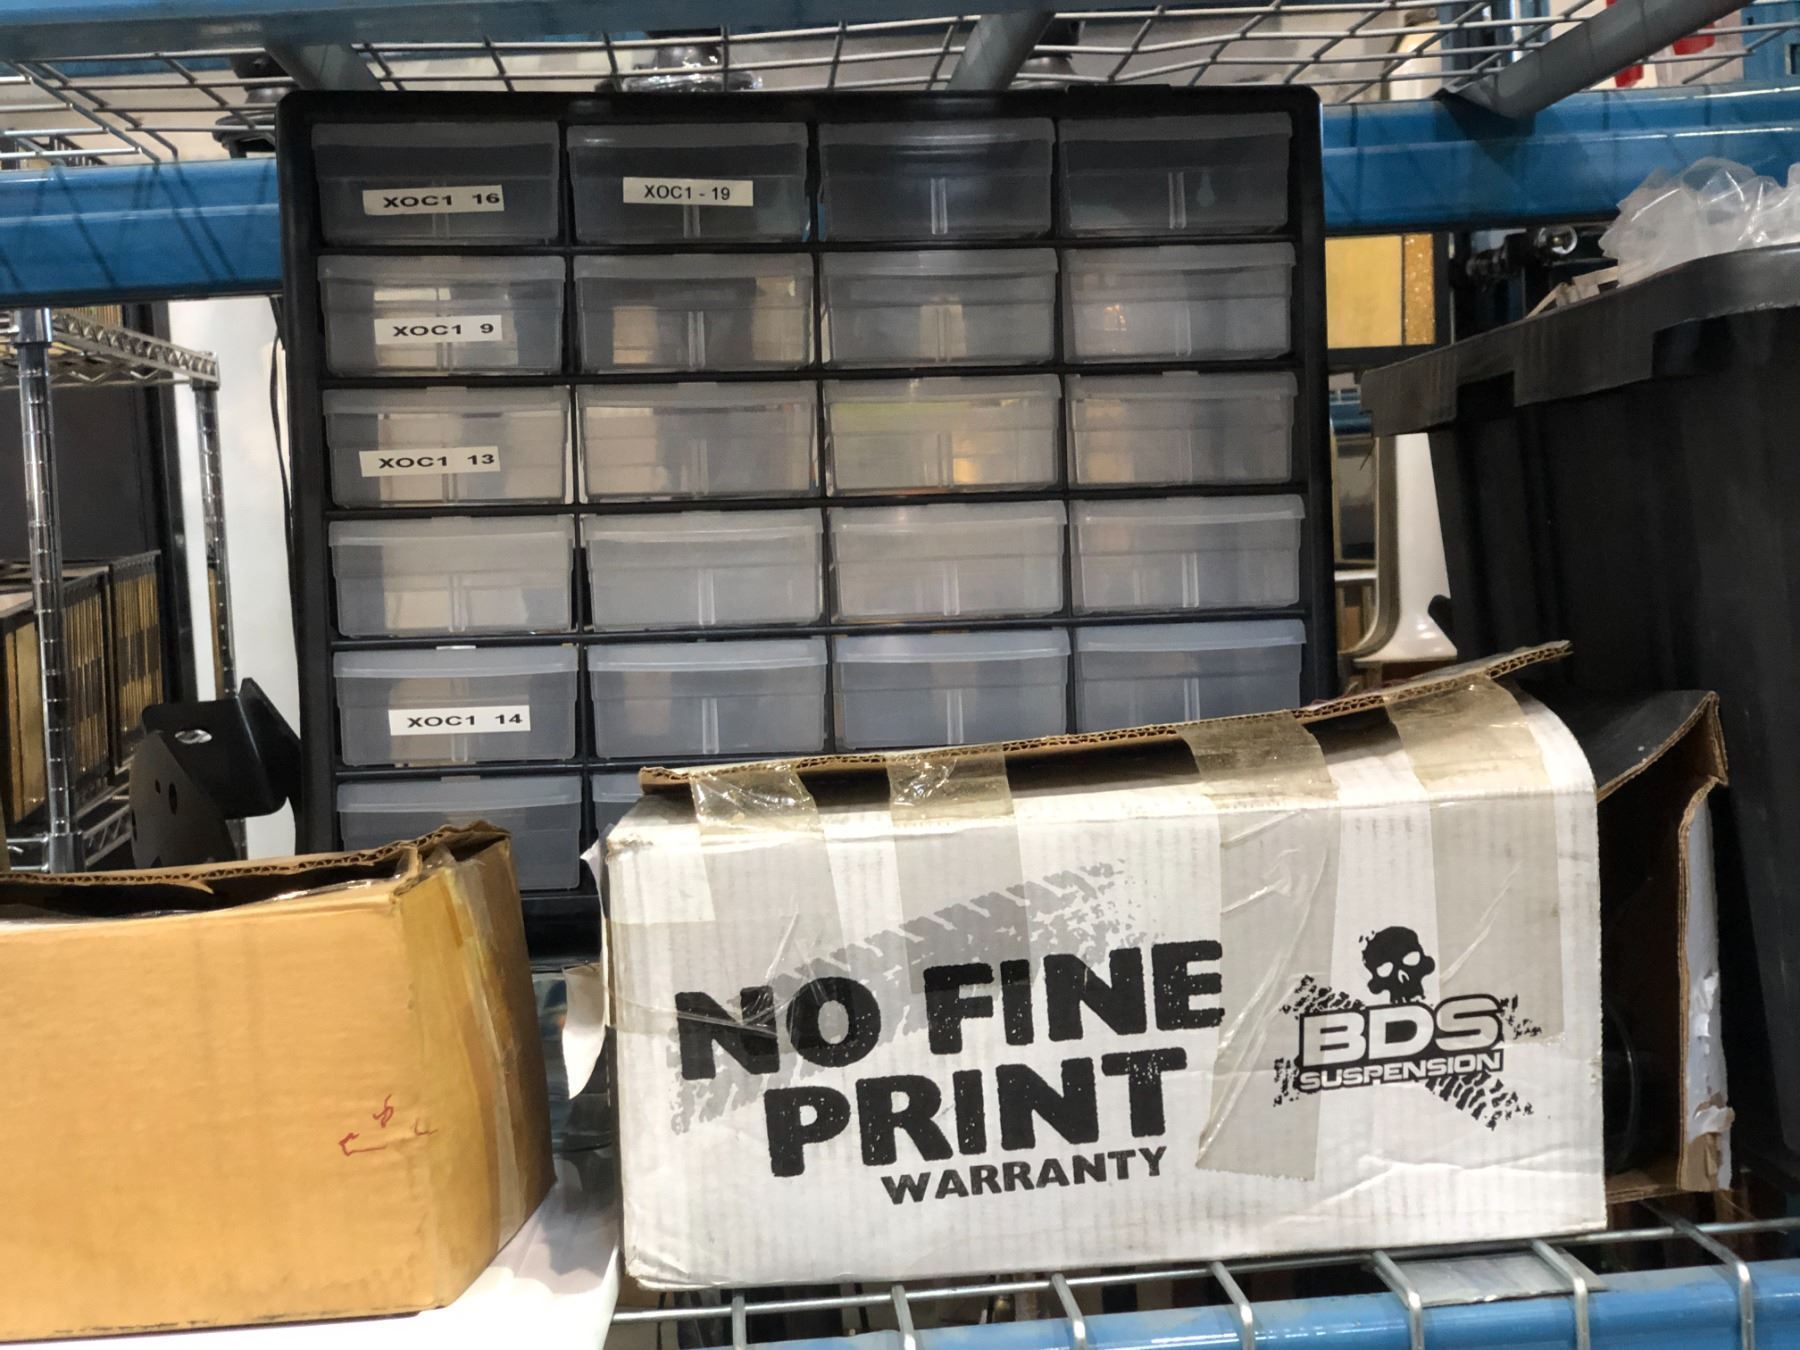 XOC1 16
XOC1 - 19
XOC1 9
XOC1 13
XOC1 14
NO FINE
PRINT
WARRANTY
BDS
SUSPENSION